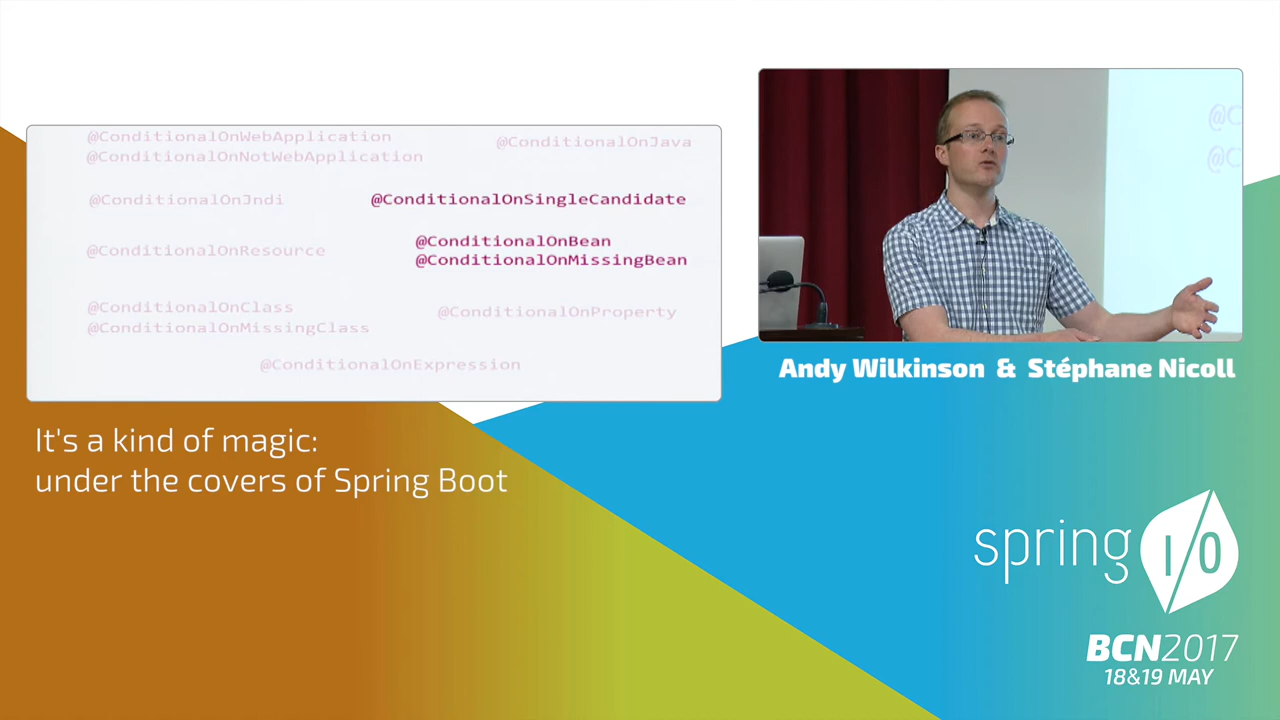 @ConditionalOnWebApplication
@ConditionalOnNotWebApplication
@ConditionalOnJava
@ConditionalOnJndi
@ConditionalOnSingleCandidate
@ConditionalOnResource
@ConditionalOnBean
@ConditionalOnMissingBean
@ConditionalOnClass
@ConditionalOnMissingClass
@ConditionalOnProperty
@ConditionalOnExpression
@C
@C
Andy Wilkinson & Stéphane Nicoll
It's a kind of magic:
under the covers of Spring Boot
spring I/O
BCN2017
18&19 MAY